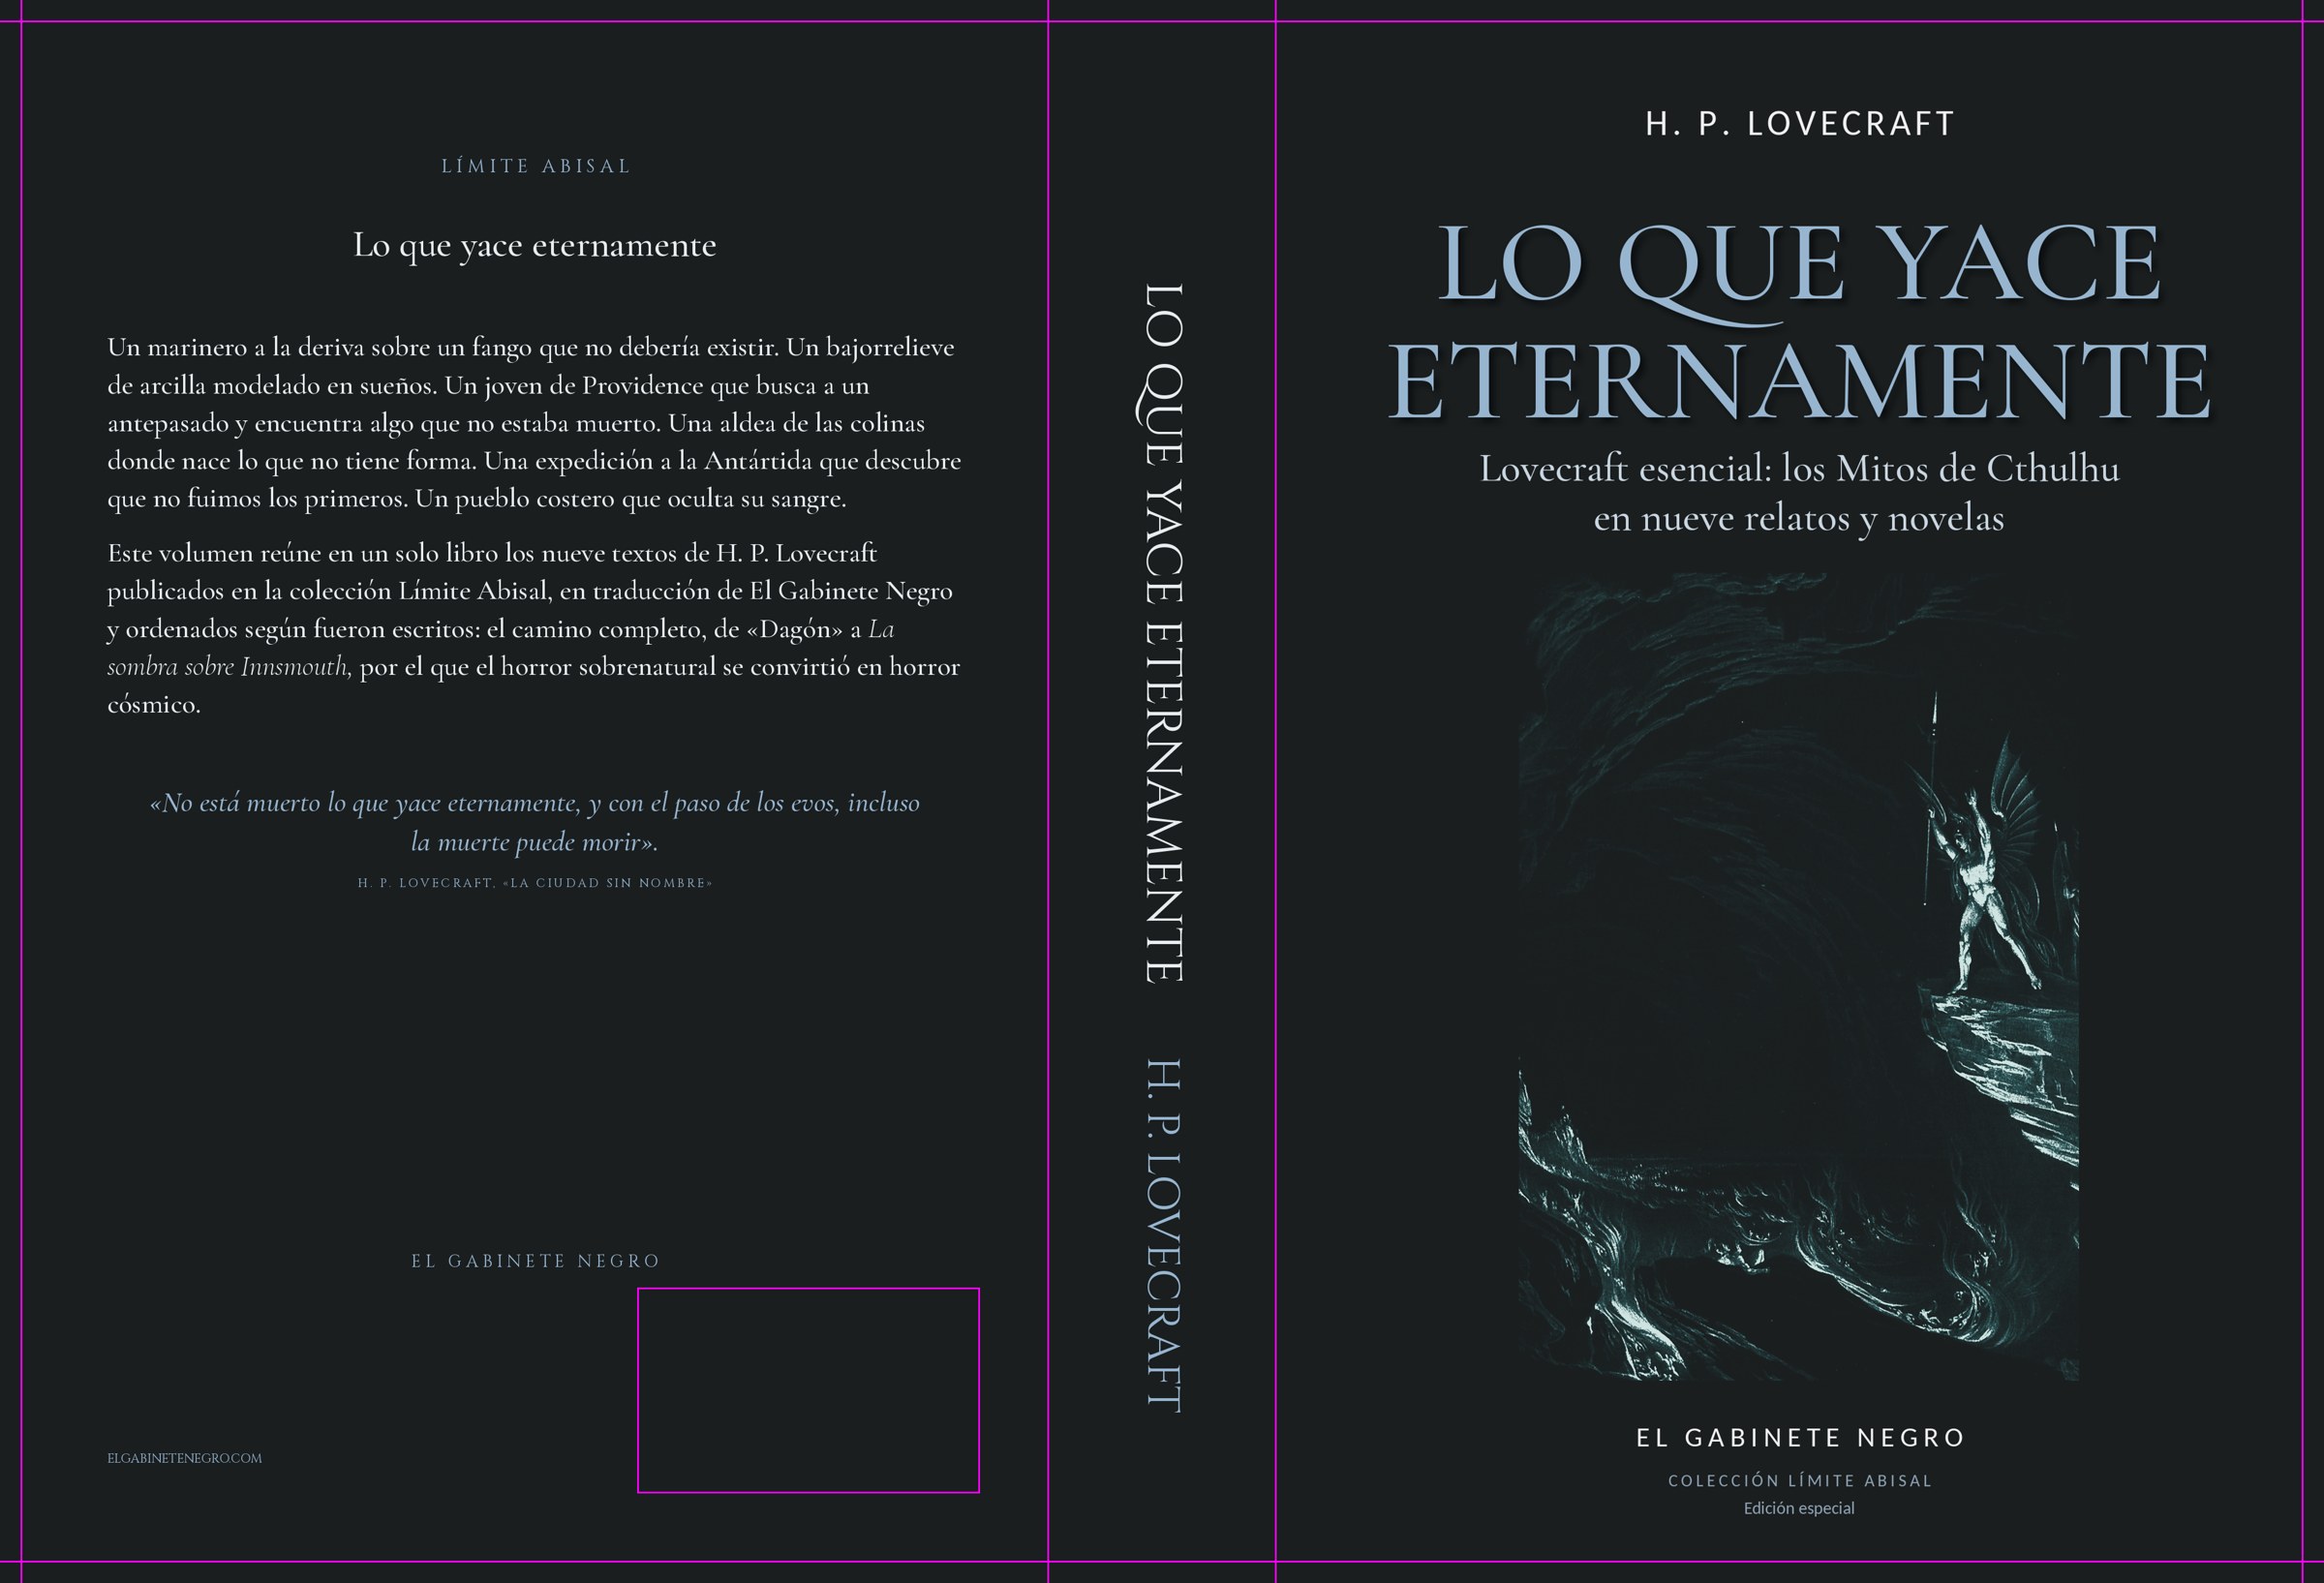 LÍMITE ABISAL
Lo que yace eternamente
Un marinero a la deriva sobre un fango que no debería existir. Un bajorrelieve
de arcilla modelado en sueños. Un joven de Providence que busca a un
antepasado y encuentra algo que no estaba muerto. Una aldea de las colinas
donde nace lo que no tiene forma. Una expedición a la Antártida que descubre
que no fuimos los primeros. Un pueblo costero que oculta su sangre.
Este volumen reúne en un solo libro los nueve textos de H. P. Lovecraft
publicados en la colección Límite Abisal, en traducción de El Gabinete Negro
y ordenados según fueron escritos: el camino completo, de «Dagón» a La
sombra sobre Innsmouth, por el que el horror sobrenatural se convirtió en horror
cósmico.
«No está muerto lo que yace eternamente, y con el paso de los evos, incluso
la muerte puede morir».
H. P. LOVECRAFT, «LA CIUDAD SIN NOMBRE»
EL GABINETE NEGRO
ELGABINETENEGRO.COM
LO QUE YACE ETERNAMENTE H. P. LOVECRAFT
H. P. LOVECRAFT
LO QUE YACE
ETERNAMENTE
Lovecraft esencial: los Mitos de Cthulhu
en nueve relatos y novelas
EL GABINETE NEGRO
COLECCIÓN LÍMITE ABISAL
Edición especial